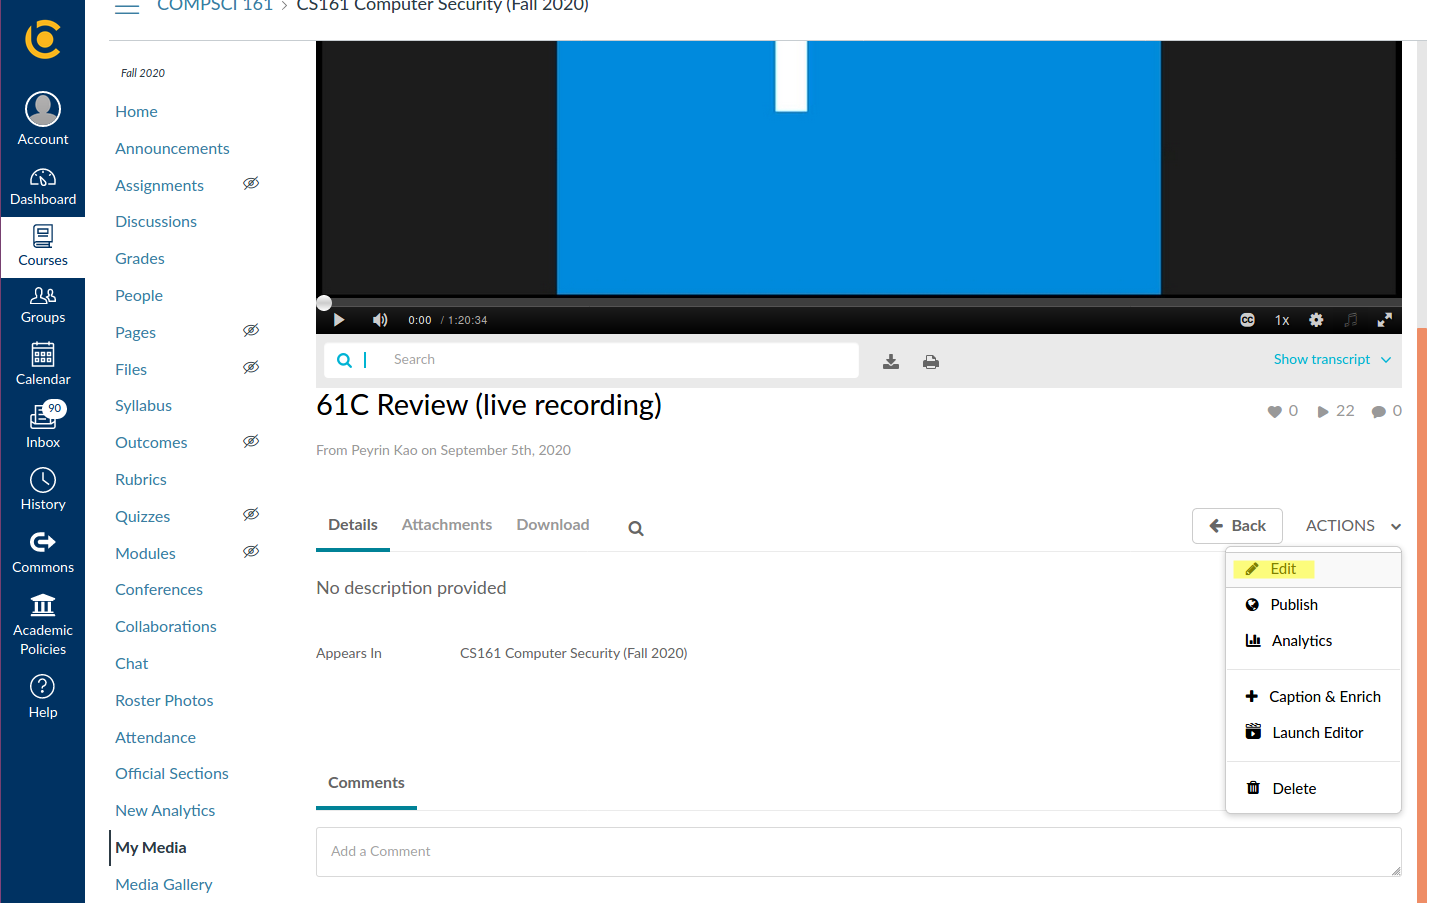 COMPSCI 161 › CS161 Computer Security (Fall 2020)
Account
Dashboard
Courses
Groups
Calendar
90
Inbox
History
Commons
Academic
Policies
Help
Fall 2020
Home
Announcements
Assignments
Discussions
Grades
People
Pages
Files
Syllabus
Outcomes
Rubrics
Quizzes
Modules
Conferences
Collaborations
Chat
Roster Photos
Attendance
Official Sections
New Analytics
My Media
Media Gallery
0:00 / 1:20:34
CC 1x
Search
Show transcript
61C Review (live recording)
0 22 0
From Peyrin Kao on September 5th, 2020
Details Attachments Download
Back ACTIONS
Edit
Publish
Analytics
Caption & Enrich
Launch Editor
Delete
No description provided
Appears In CS161 Computer Security (Fall 2020)
Comments
Add a Comment